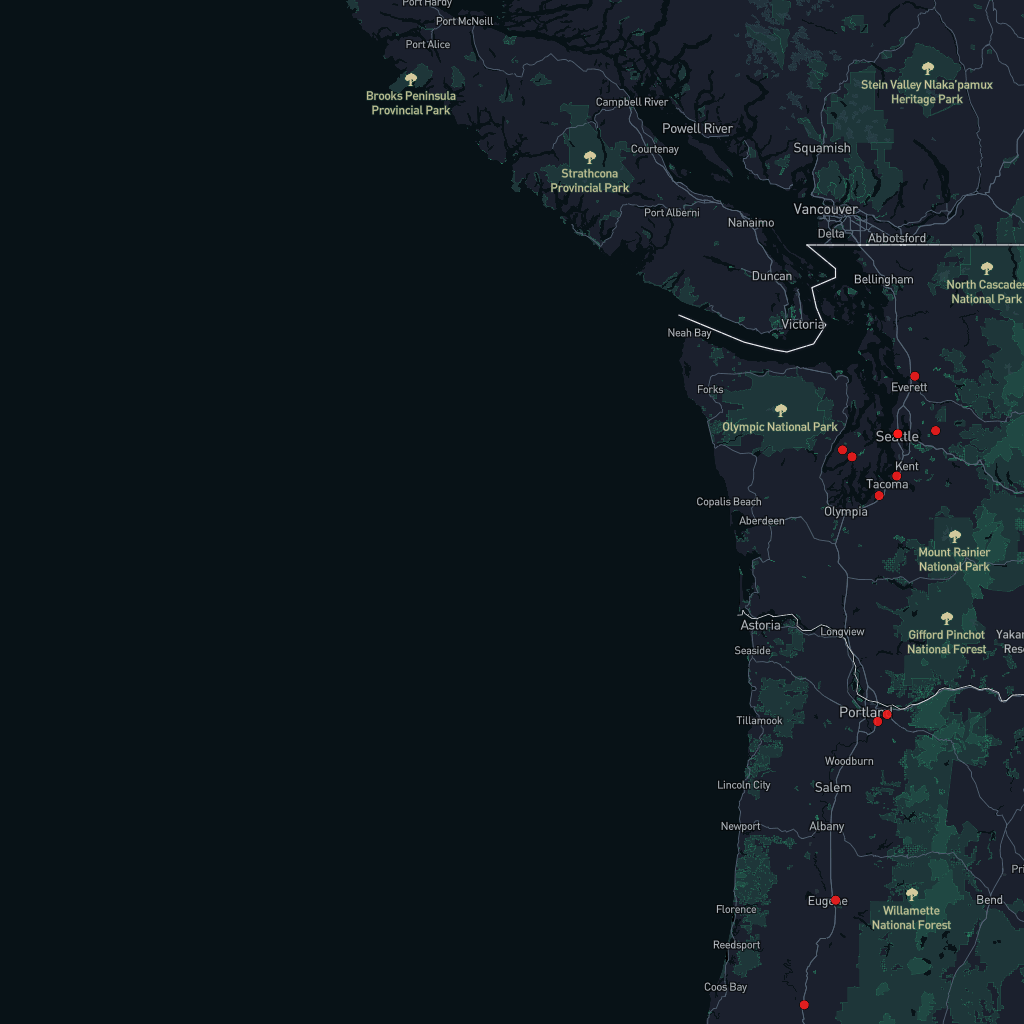 Port Hardy
Port McNeill
Port Alice
Brooks Peninsula
Provincial Park
Stein Valley Nlaka'pamux
Heritage Park
Campbell River
Powell River
Courtenay
Squamish
Strathcona
Provincial Park
Port Alberni
Nanaimo
Vancouver
Delta
Abbotsford
Duncan
Bellingham
North Cascades
National Park
Victoria
Neah Bay
Forks
Everett
Olympic National Park
Seattle
Kent
Tacoma
Copalis Beach
Olympia
Aberdeen
Mount Rainier
National Park
Astoria
Longview
Gifford Pinchot
National Forest
Yakan
Rese
Seaside
Portland
Tillamook
Woodburn
Lincoln City
Salem
Newport
Albany
Pri
Eugene
Bend
Florence
Willamette
National Forest
Reedsport
Coos Bay